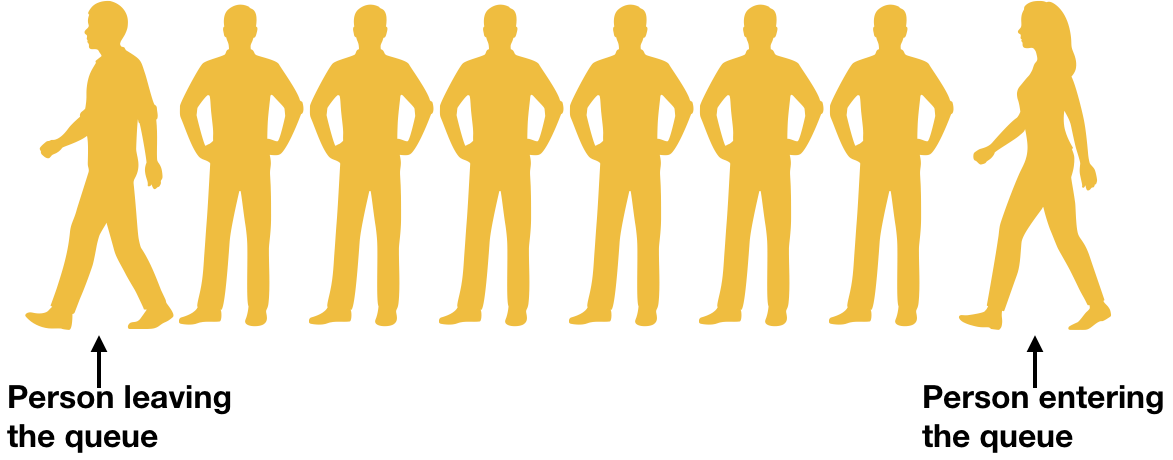 Person leaving
the queue
Person entering
the queue